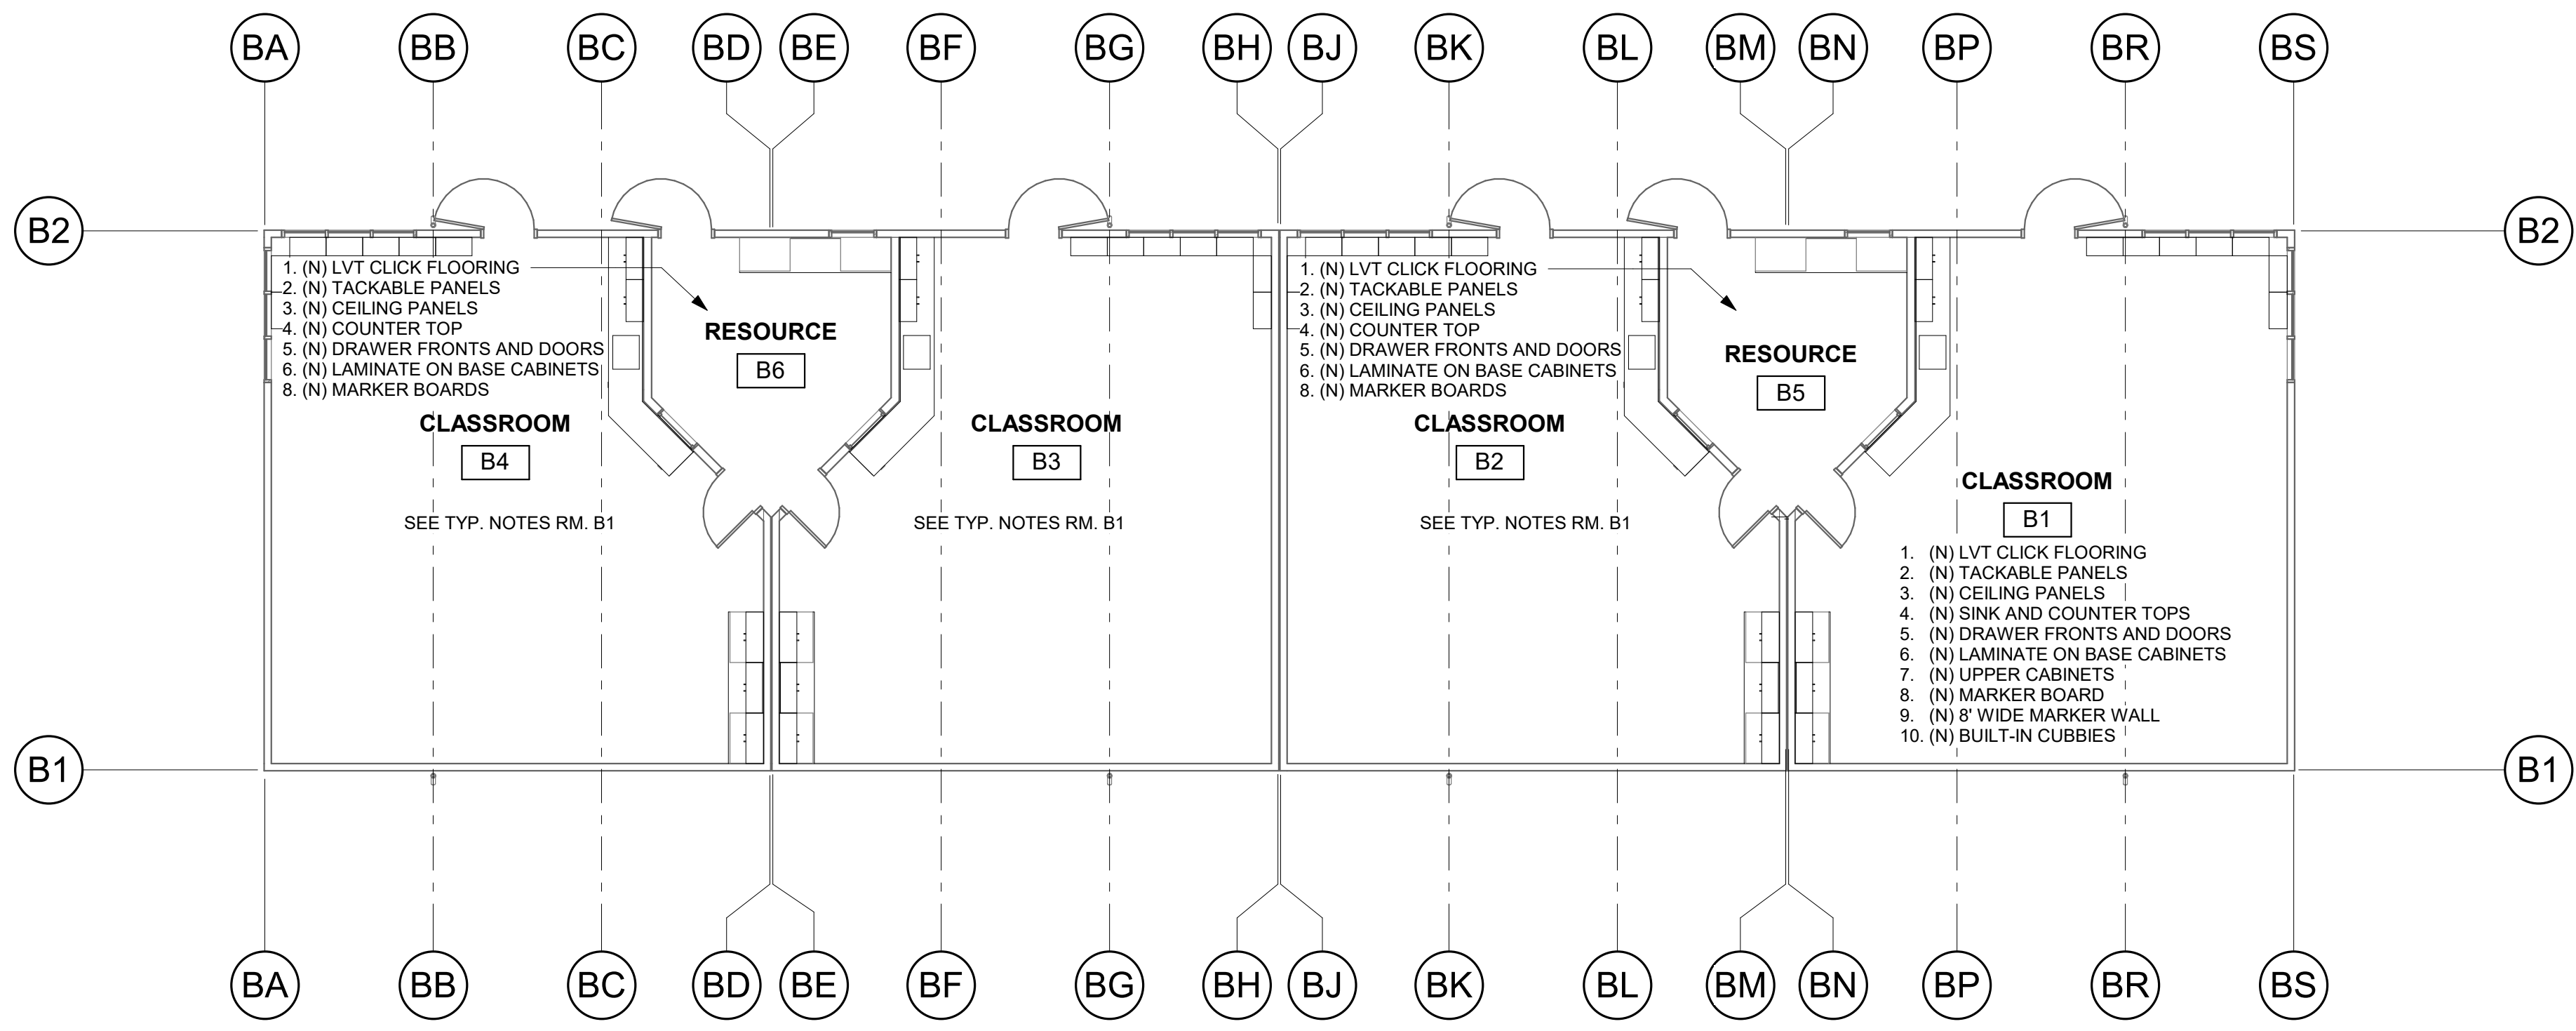 BA BB BC BD BE BF BG BH BJ BK BL BM BN BP BR BS
B2
B2
1. (N) LVT CLICK FLOORING
2. (N) TACKABLE PANELS
3. (N) CEILING PANELS
4. (N) COUNTER TOP
5. (N) DRAWER FRONTS AND DOORS
6. (N) LAMINATE ON BASE CABINETS
8. (N) MARKER BOARDS
RESOURCE
B6
CLASSROOM
B4
SEE TYP. NOTES RM. B1
CLASSROOM
B3
SEE TYP. NOTES RM. B1
1. (N) LVT CLICK FLOORING
2. (N) TACKABLE PANELS
3. (N) CEILING PANELS
4. (N) COUNTER TOP
5. (N) DRAWER FRONTS AND DOORS
6. (N) LAMINATE ON BASE CABINETS
8. (N) MARKER BOARDS
RESOURCE
B5
CLASSROOM
B2
SEE TYP. NOTES RM. B1
CLASSROOM
B1
1. (N) LVT CLICK FLOORING
2. (N) TACKABLE PANELS
3. (N) CEILING PANELS
4. (N) SINK AND COUNTER TOPS
5. (N) DRAWER FRONTS AND DOORS
6. (N) LAMINATE ON BASE CABINETS
7. (N) UPPER CABINETS
8. (N) MARKER BOARD
9. (N) 8' WIDE MARKER WALL
10. (N) BUILT-IN CUBBIES
B1
B1
BA BB BC BD BE BF BG BH BJ BK BL BM BN BP BR BS